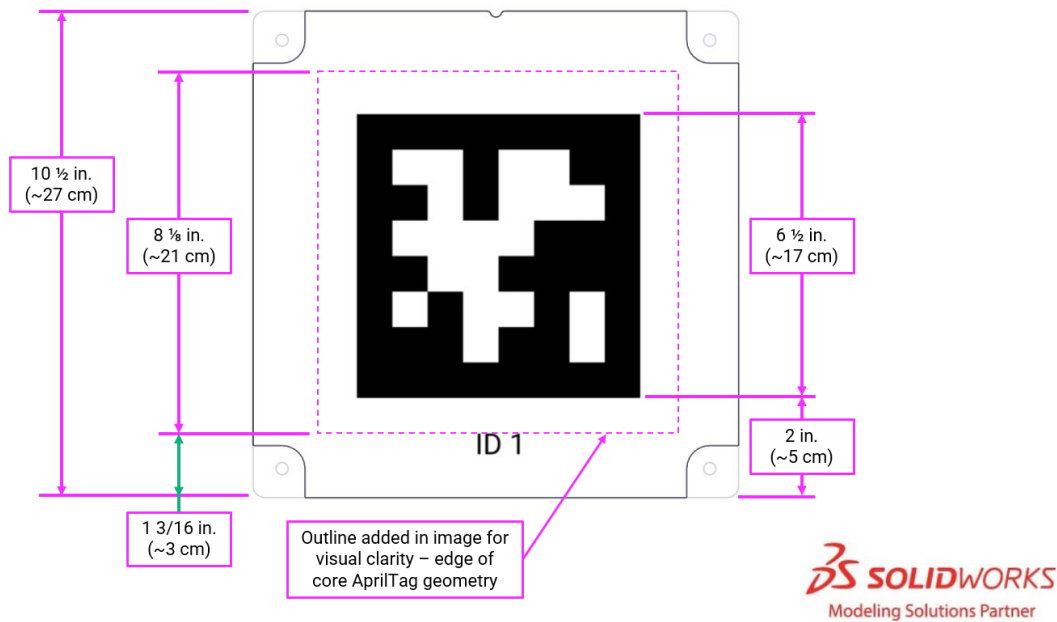 10 ½ in.
(~27 cm)
8 ⅛ in.
(~21 cm)
6 ½ in.
(~17 cm)
2 in.
(~5 cm)
ID 1
1 3/16 in.
(~3 cm)
Outline added in image for
visual clarity – edge of
core AprilTag geometry
SOLIDWORKS
Modeling Solutions Partner